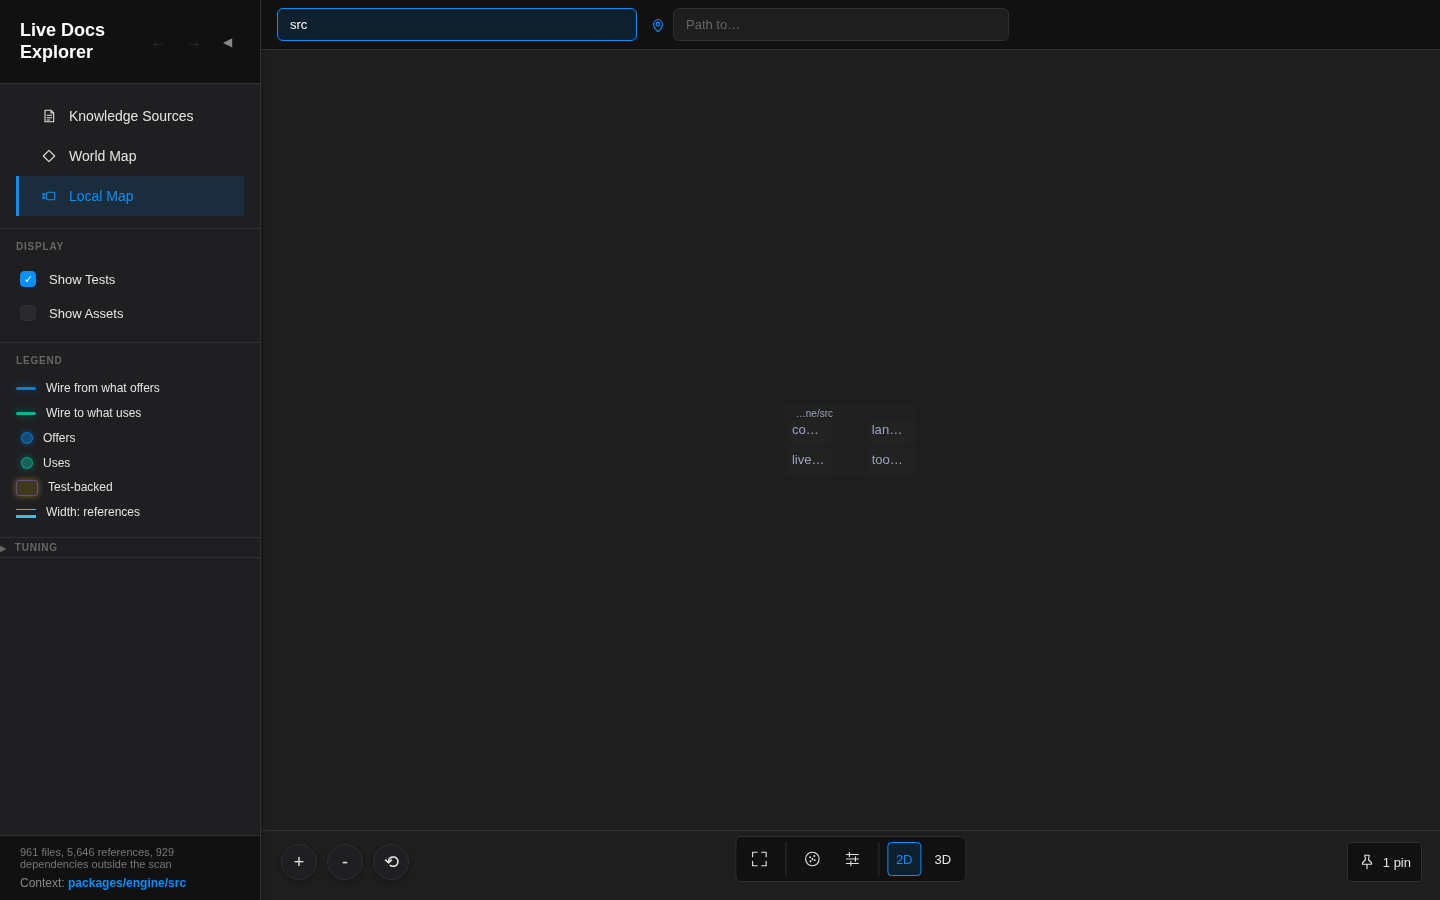 Live Docs
Explorer
← → ◀
src
Path to…
Knowledge Sources
World Map
Local Map
DISPLAY
✓ Show Tests
Show Assets
LEGEND
Wire from what offers
Wire to what uses
Offers
Uses
Test-backed
Width: references
▶ TUNING
…ne/src
co… lan…
live… too…
961 files, 5,646 references, 929
dependencies outside the scan
Context: packages/engine/src
+ - ⟲
2D 3D
1 pin